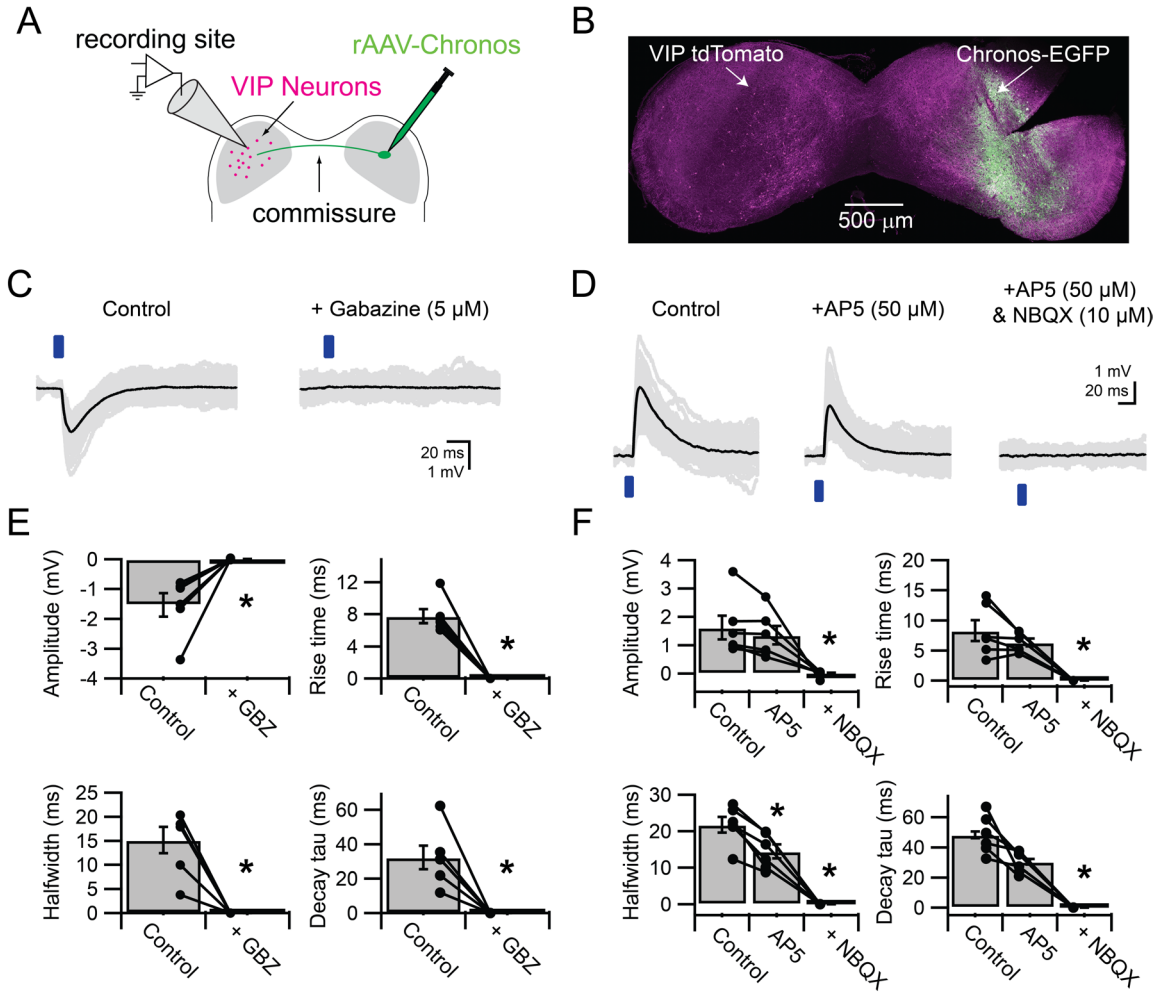 A
recording site
rAAV-Chronos
VIP Neurons
commissure
B
VIP tdTomato
Chronos-EGFP
500 μm
C
Control
+ Gabazine (5 μM)
20 ms
1 mV
D
Control
+AP5 (50 μM)
+AP5 (50 μM)
& NBQX (10 μM)
1 mV
20 ms
E
Amplitude (mV)
0
-1
-2
-3
-4
*
Control
+ GBZ
Rise time (ms)
12
8
4
0
*
Control
+ GBZ
Halfwidth (ms)
25
20
15
10
5
0
*
Control
+ GBZ
Decay tau (ms)
60
40
20
0
*
Control
+ GBZ
F
Amplitude (mV)
4
3
2
1
0
*
Control
AP5
+ NBQX
Rise time (ms)
20
15
10
5
0
*
Control
AP5
+ NBQX
Halfwidth (ms)
30
20
10
0
*
*
Control
AP5
+ NBQX
Decay tau (ms)
60
40
20
0
*
Control
AP5
+ NBQX